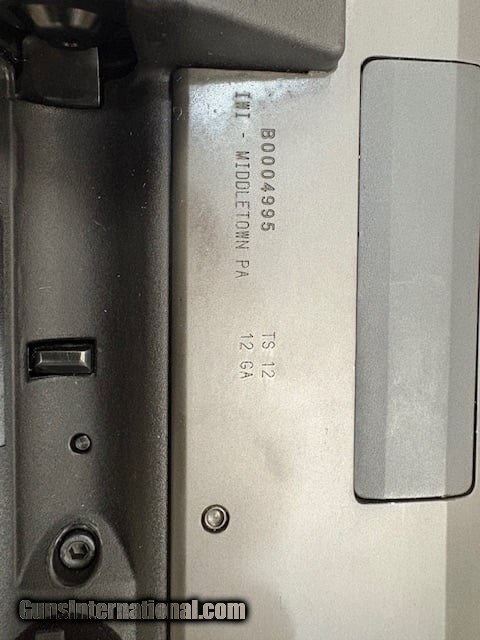 B0004995 TS 12
IWI - MIDDLETOWN PA 12 GA
GunsInternational.com